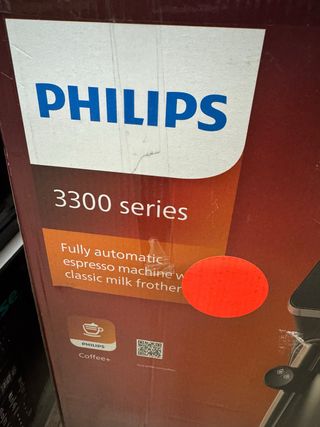 PHILIPS
3300 series
Fully automatic
espresso machine
classic milk frother
PHILIPS
Coffee+